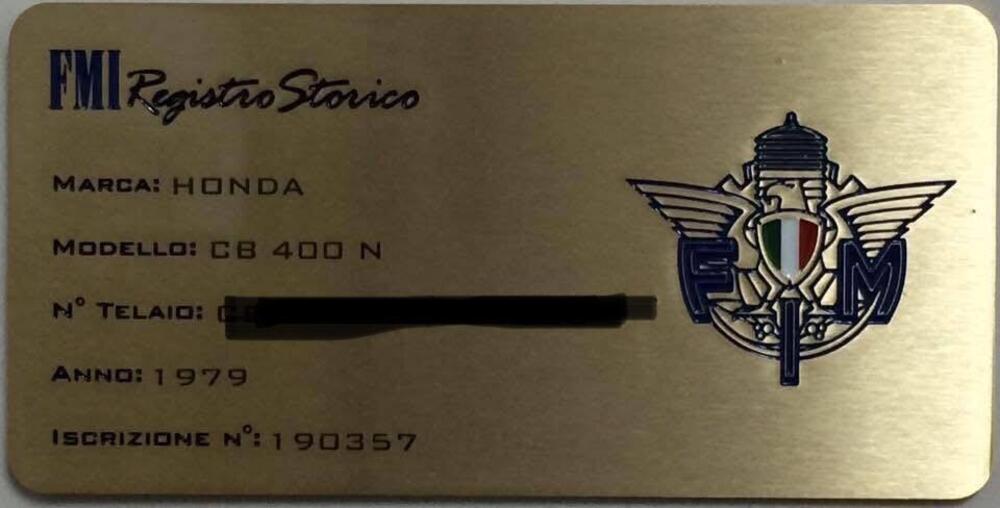 FMI Registro Storico
MARCA: HONDA
MODELLO: CB 400 N
N° TELAIO:
ANNO: 1979
ISCRIZIONE N°: 190357
F I M